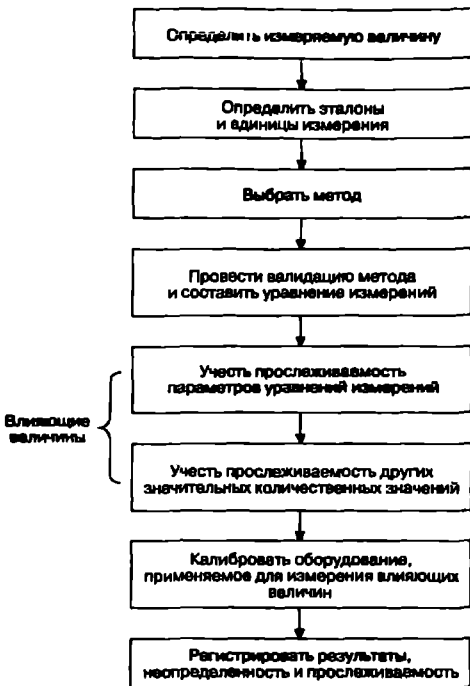 Определить измеряемую величину
Определить эталоны
и единицы измерения
Выбрать метод
Провести валидацию метода
и составить уравнение измерений
Влияющие
величины
Учесть прослеживаемость
параметров уравнений измерений
Учесть прослеживаемость других
значительных количественных значений
Калибровать оборудование,
применяемое для измерения влияющих
величин
Регистрировать результаты,
неопределенность и прослеживаемость